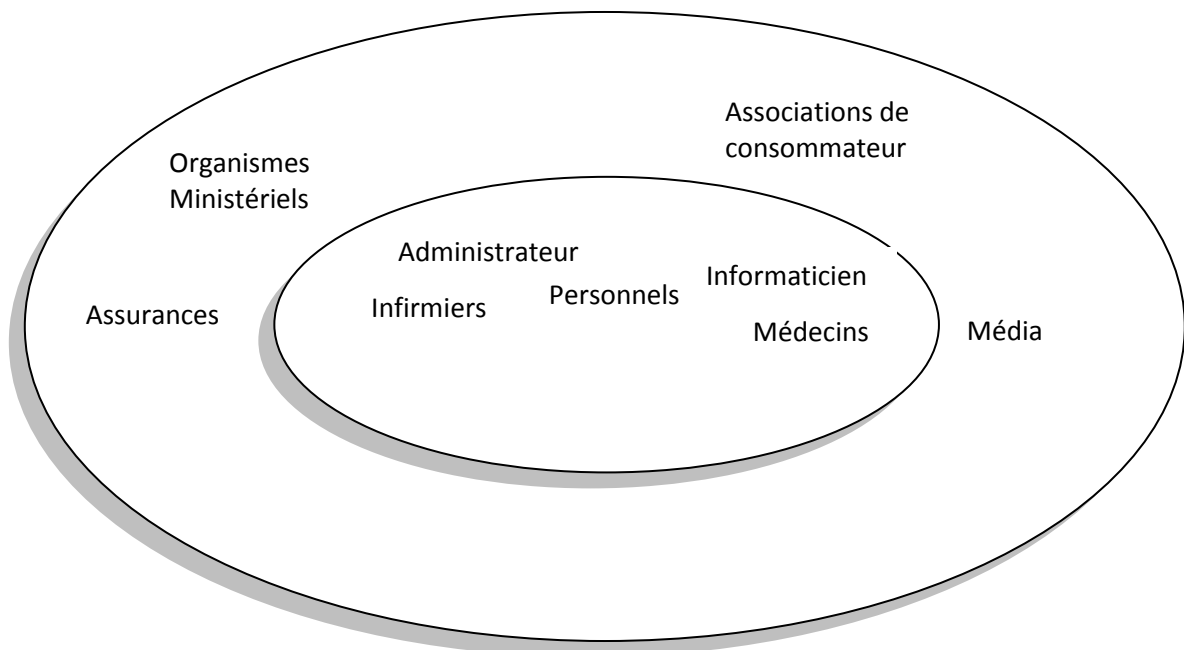 Associations de
consommateur
Organismes
Ministériels
Administrateur
Informaticien
Personnels
Infirmiers
Assurances
Médecins
Média